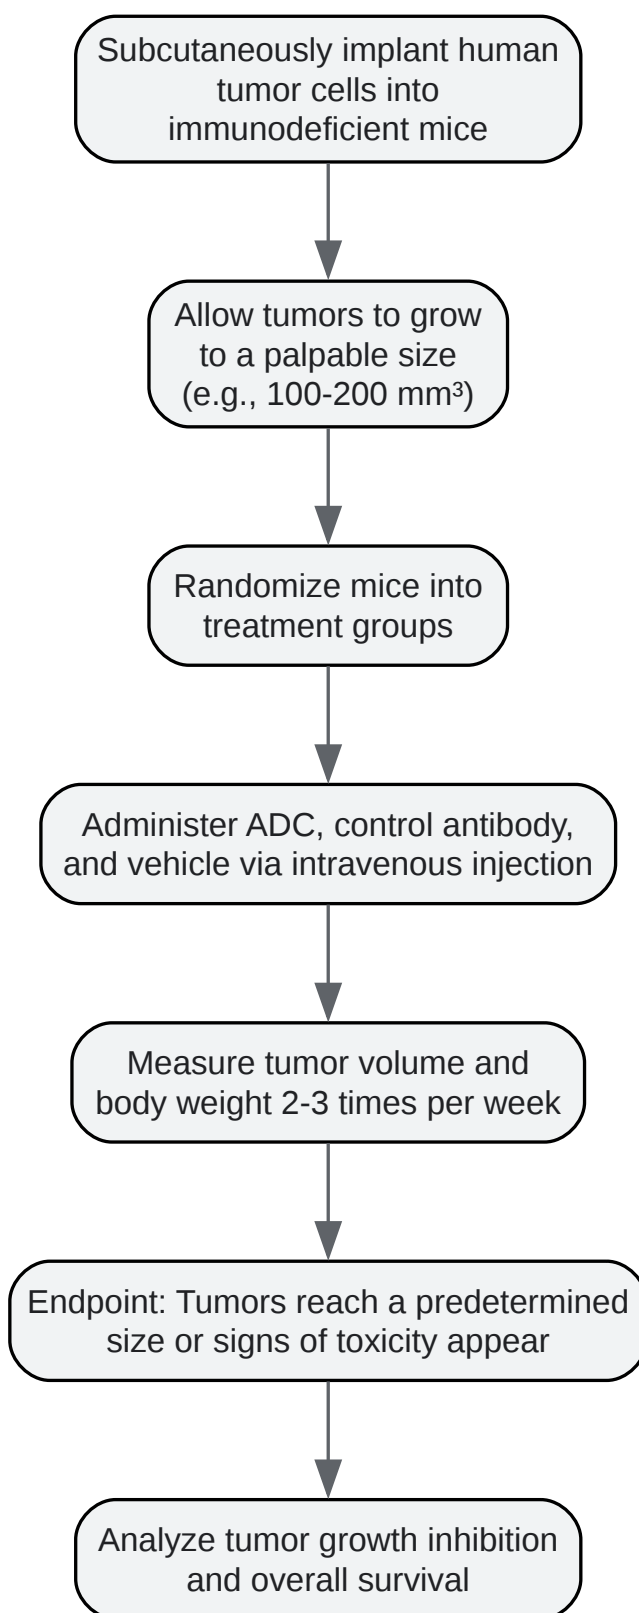 Subcutaneously implant human
tumor cells into
immunodeficient mice
Allow tumors to grow
to a palpable size
(e.g., 100-200 mm³)
Randomize mice into
treatment groups
Administer ADC, control antibody,
and vehicle via intravenous injection
Measure tumor volume and
body weight 2-3 times per week
Endpoint: Tumors reach a predetermined
size or signs of toxicity appear
Analyze tumor growth inhibition
and overall survival